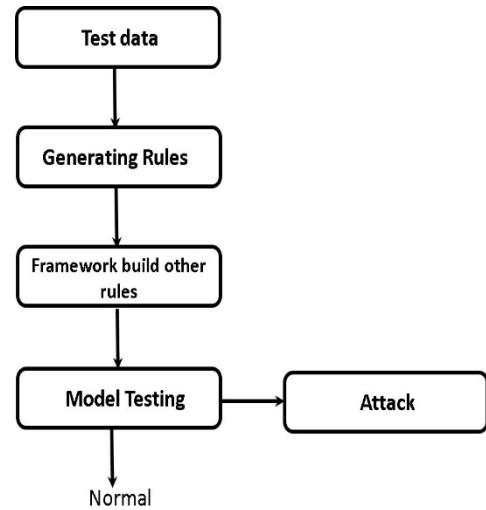 Test data
Generating Rules
Framework build other
rules
Model Testing
Attack
Normal